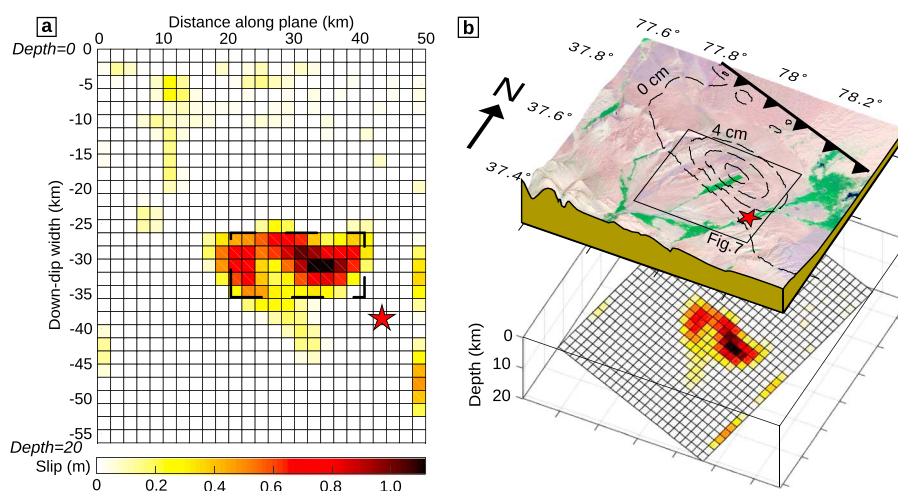 a
Distance along plane (km)
0 10 20 30 40 50
Depth=0
0
-5
-10
-15
-20
-25
-30
-35
-40
-45
-50
-55
Down-dip width (km)
Depth=20
Slip (m)
0 0.2 0.4 0.6 0.8 1.0
b
77.6°
77.8°
78°
78.2°
37.8°
37.6°
37.4°
N
0 cm
4 cm
Fig.7
Depth (km)
0
10
20